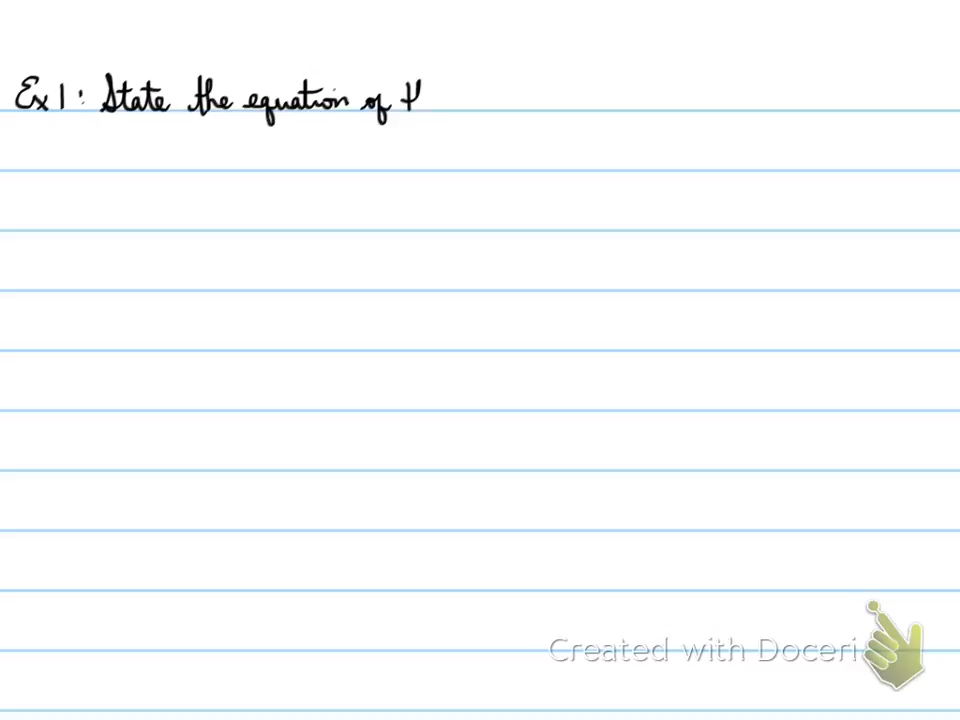 Ex 1: State the equation of
Created with Doceri